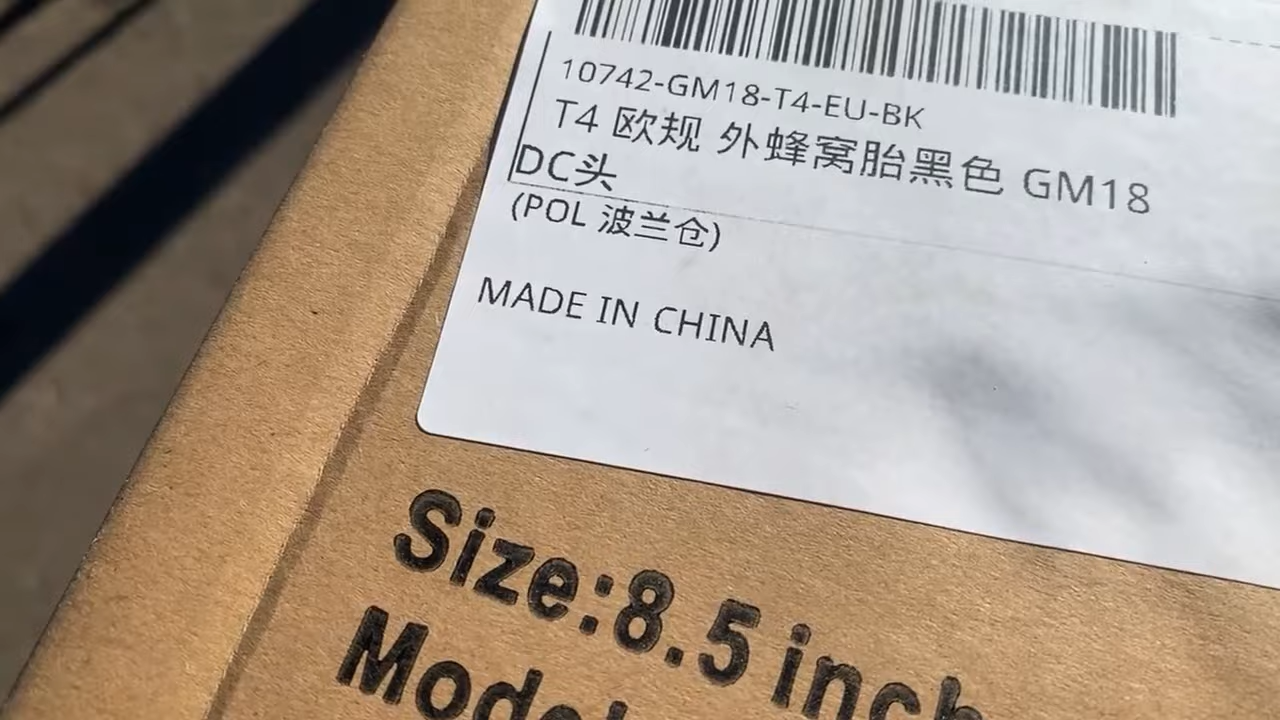 10742-GM18-T4-EU-BK
T4 欧规 外蜂窝胎黑色 GM18
DC头
(POL 波兰仓)
MADE IN CHINA
Size:8.5 inch
Model